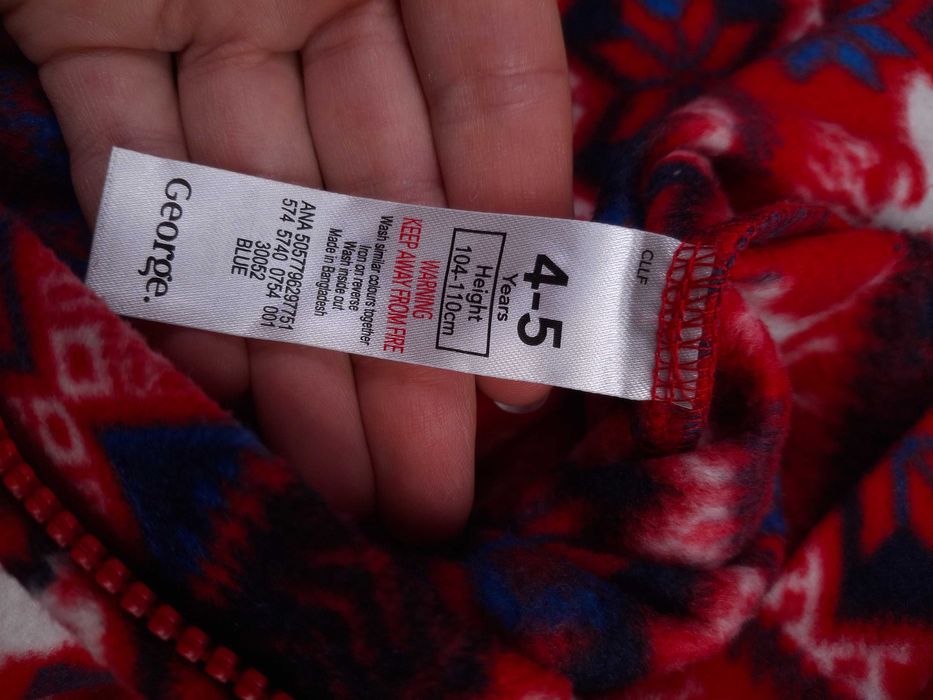 CLLF
4-5
Years
Height
104-110cm
WARNING
KEEP AWAY FROM FIRE
Wash similar colours together
Iron on reverse
Wash inside out
Made in Bangladesh
ANA 5057796297751
574 5740 0754 001
30052
BLUE
George.